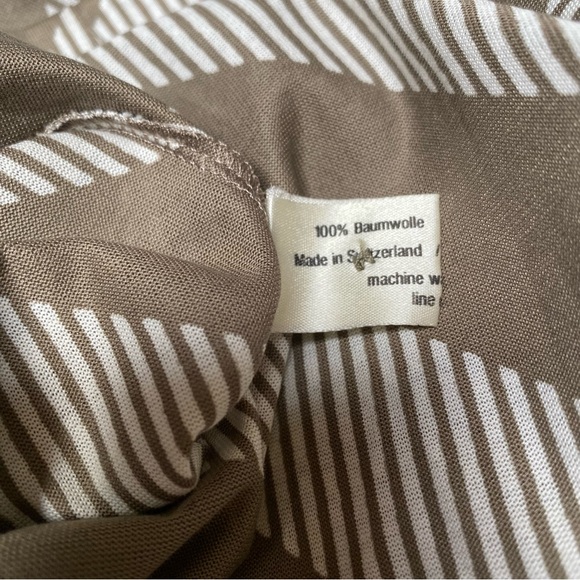 100% Baumwolle
Made in Switzerland
machine
line